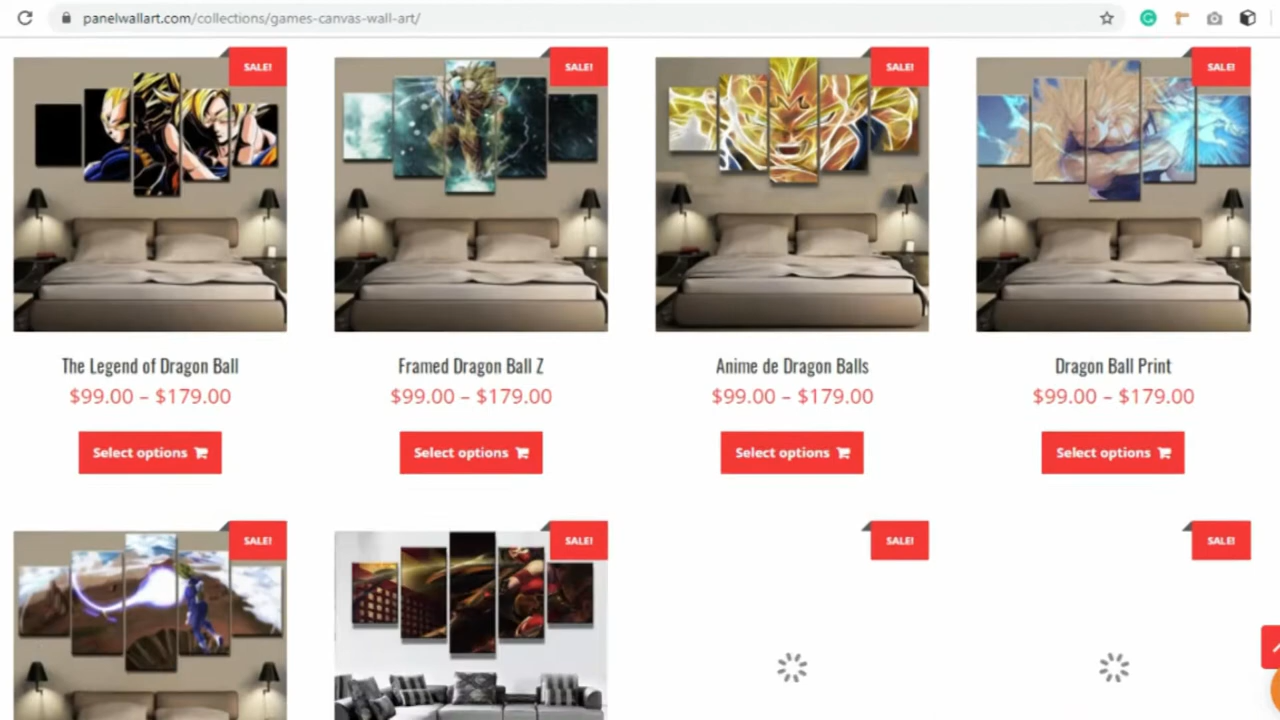 panelwallart.com/collections/games-canvas-wall-art/
SALE!
SALE!
SALE!
SALE!
The Legend of Dragon Ball
Framed Dragon Ball Z
Anime de Dragon Balls
Dragon Ball Print
$99.00 – $179.00
$99.00 – $179.00
$99.00 – $179.00
$99.00 – $179.00
Select options
Select options
Select options
Select options
SALE!
SALE!
SALE!
SALE!